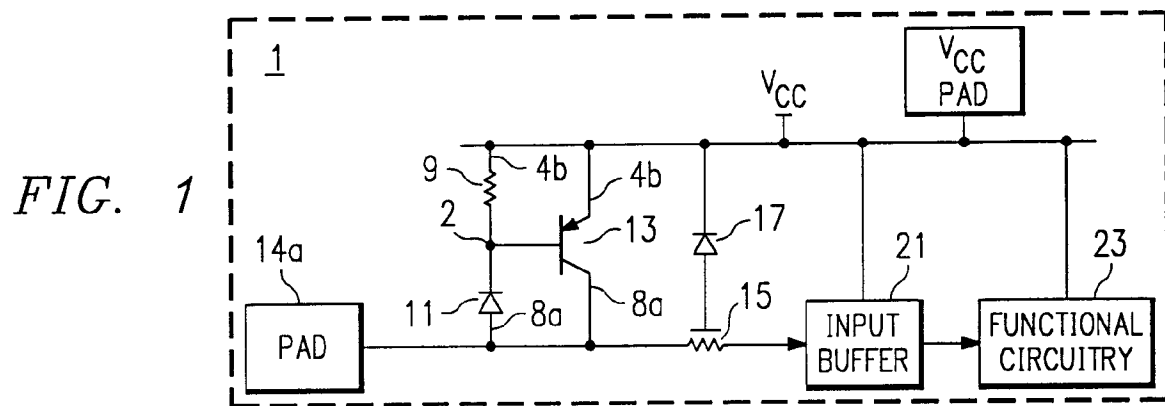 FIG. 1
1
V_CC PAD
V_CC
9
4b
4b
2
13
17
14a
11
8a
8a
15
21
23
PAD
INPUT
BUFFER
FUNCTIONAL
CIRCUITRY